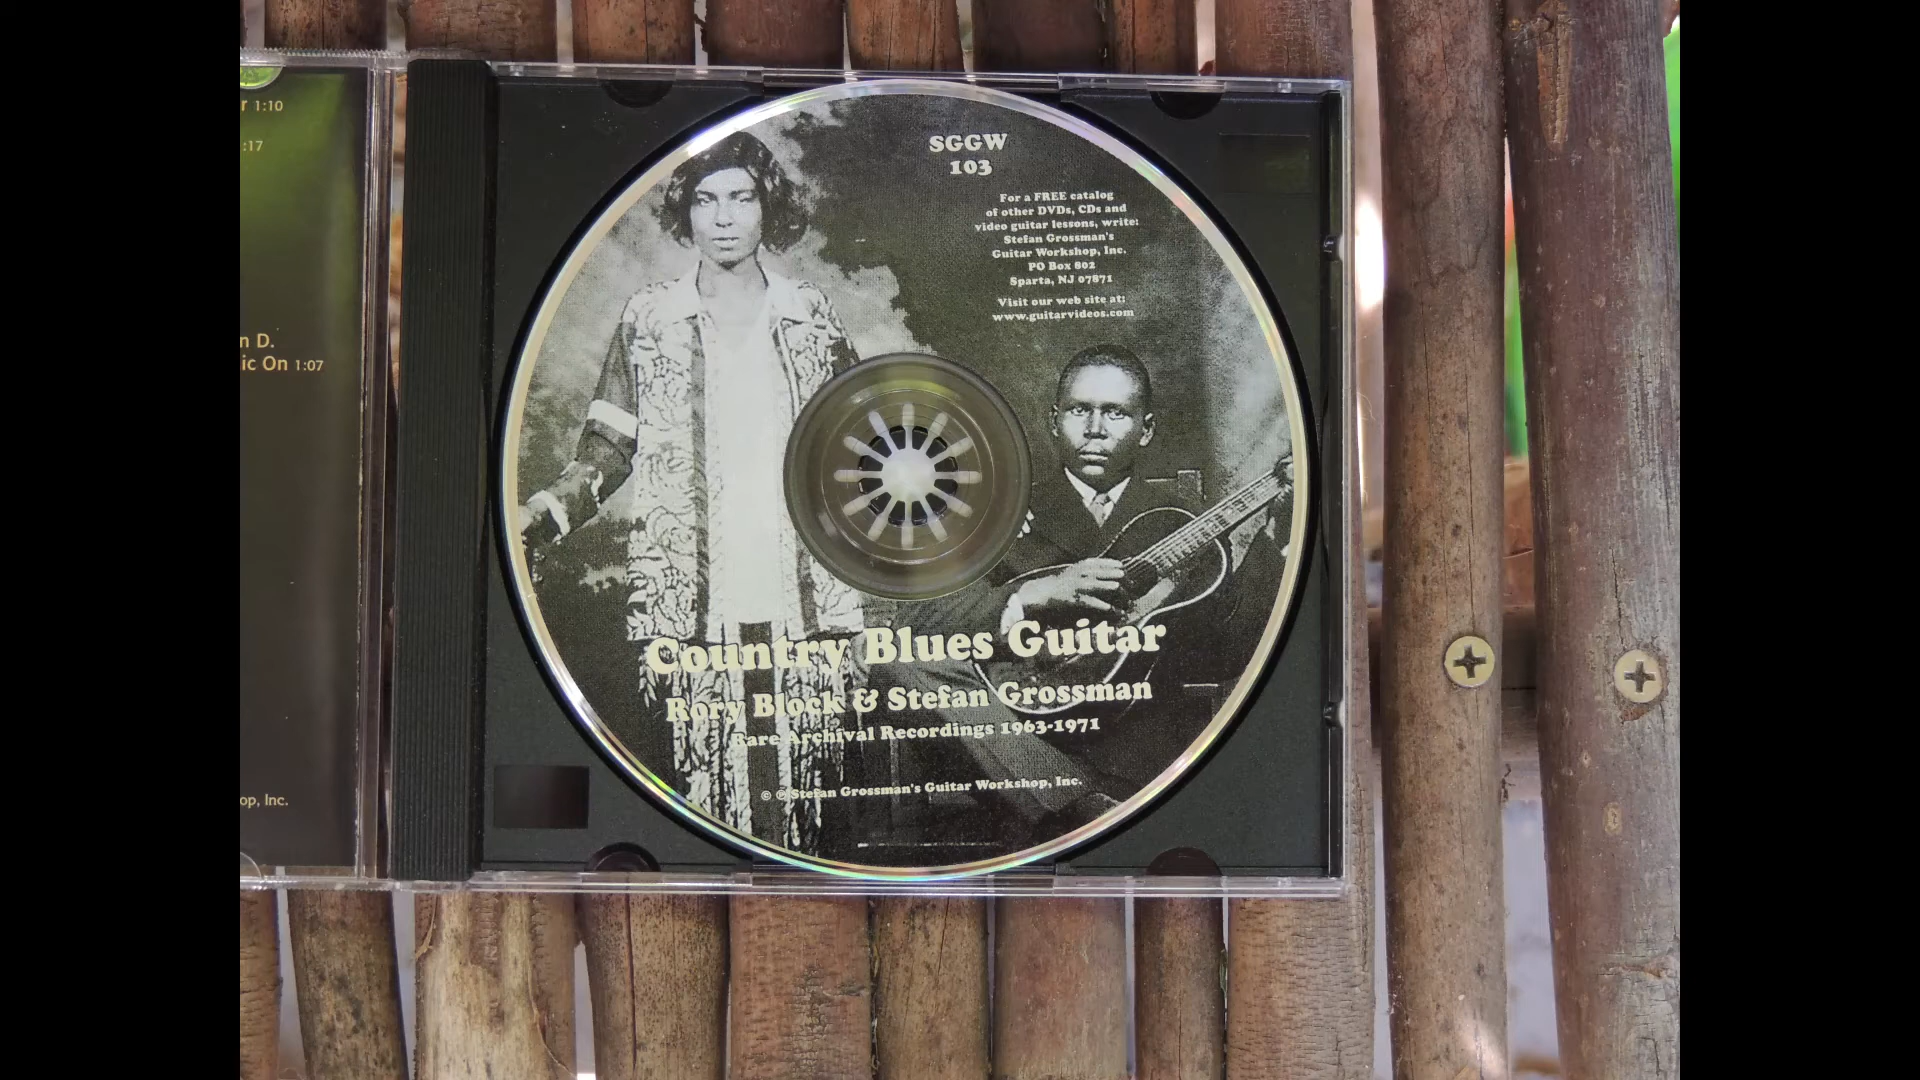 1:10
:17
n D.
ic On 1:07
op, Inc.
SGGW
103
For a FREE catalog
of other DVDs, CDs and
video guitar lessons, write:
Stefan Grossman's
Guitar Workshop, Inc.
PO Box 802
Sparta, NJ 07871
Visit our web site at:
www.guitarvideos.com
Country Blues Guitar
Rory Block & Stefan Grossman
Rare Archival Recordings 1963-1971
© ℗ Stefan Grossman's Guitar Workshop, Inc.